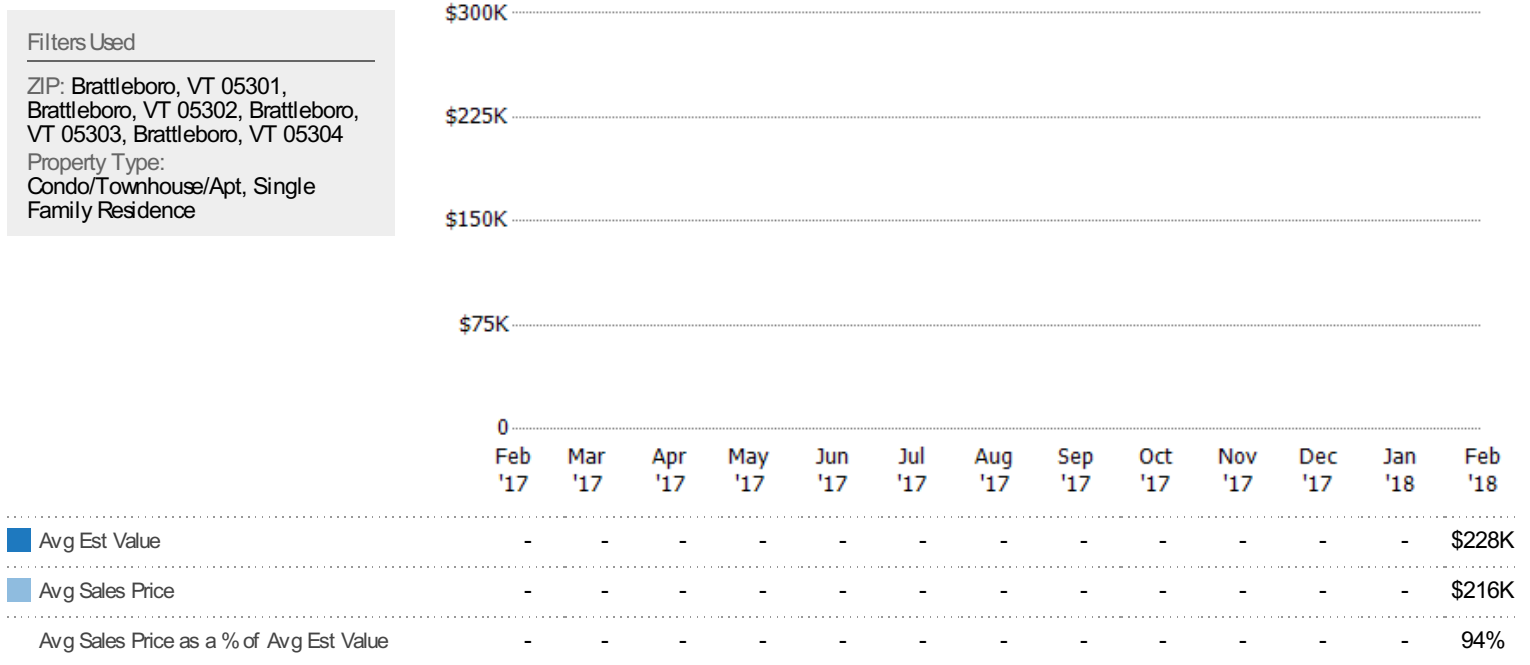 Filters Used
ZIP: Brattleboro, VT 05301,
Brattleboro, VT 05302, Brattleboro,
VT 05303, Brattleboro, VT 05304
Property Type:
Condo/Townhouse/Apt, Single
Family Residence
$300K
$225K
$150K
$75K
0
Feb Mar Apr May Jun Jul Aug Sep Oct Nov Dec Jan Feb
'17 '17 '17 '17 '17 '17 '17 '17 '17 '17 '17 '18 '18
Avg Est Value - - - - - - - - - - - - $228K
Avg Sales Price - - - - - - - - - - - - $216K
Avg Sales Price as a % of Avg Est Value - - - - - - - - - - - - 94%